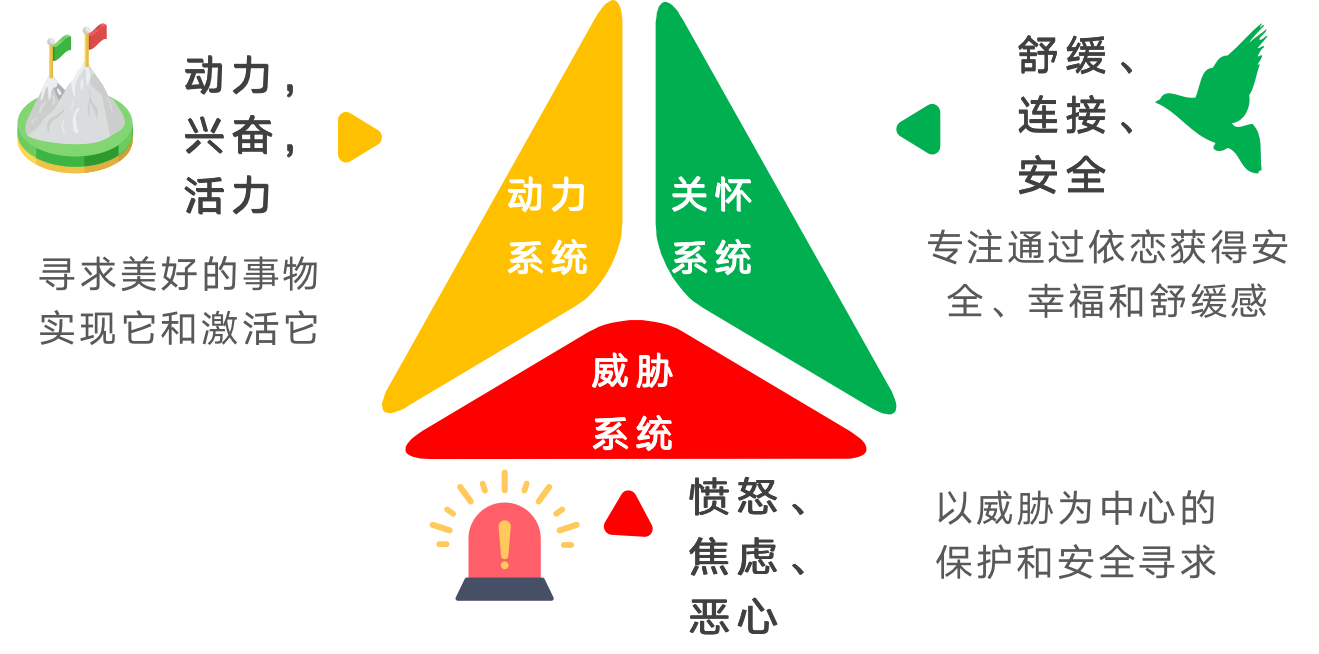 动力，
兴奋，
活力
寻求美好的事物
实现它和激活它
动力
系统
关怀
系统
舒缓、
连接、
安全
专注通过依恋获得安
全、幸福和舒缓感
威胁
系统
愤怒、
焦虑、
恶心
以威胁为中心的
保护和安全寻求